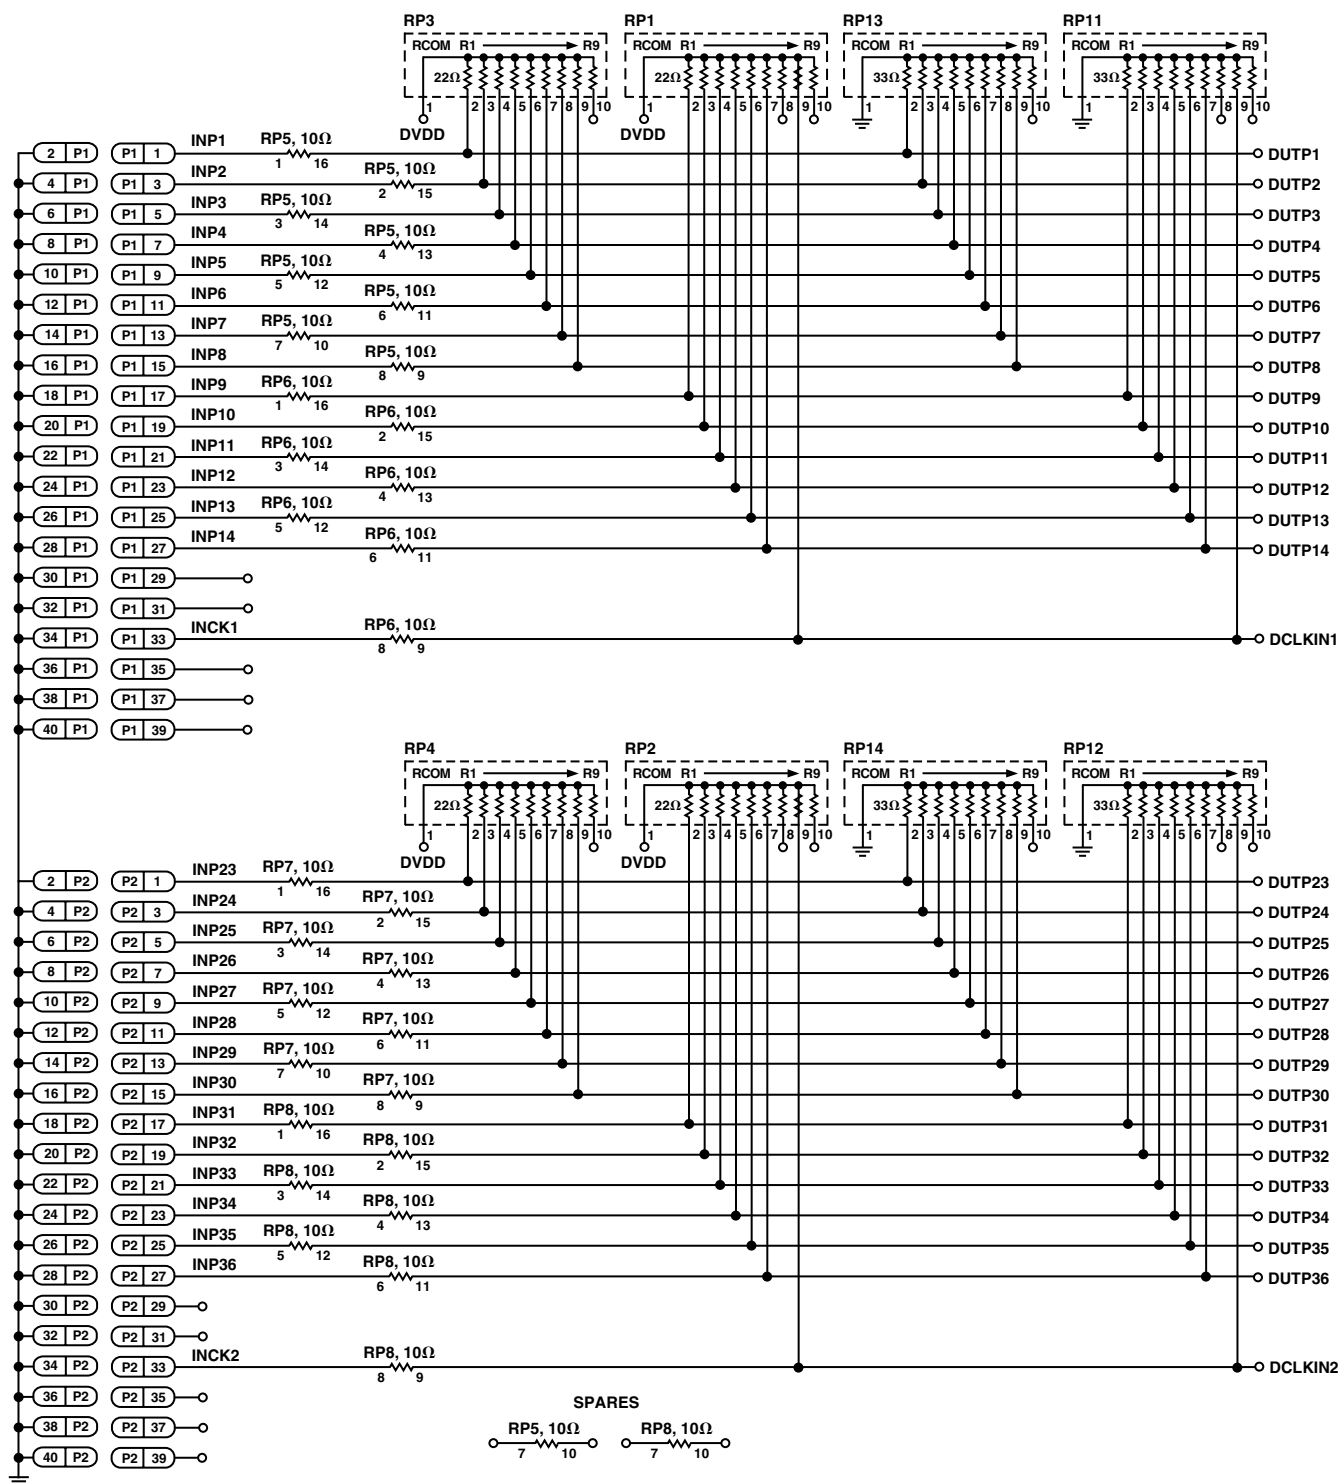 RP3 RP1 RP13 RP11
RCOM R1 R9 RCOM R1 R9 RCOM R1 R9 RCOM R1 R9
22Ω 22Ω 33Ω 33Ω
1 2 3 4 5 6 7 8 9 10 1 2 3 4 5 6 7 8 9 10 1 2 3 4 5 6 7 8 9 10 1 2 3 4 5 6 7 8 9 10
DVDD DVDD
2 P1 P1 1 INP1 RP5, 10Ω 1 16 DUTP1
4 P1 P1 3 INP2 RP5, 10Ω 2 15 DUTP2
6 P1 P1 5 INP3 RP5, 10Ω 3 14 DUTP3
8 P1 P1 7 INP4 RP5, 10Ω 4 13 DUTP4
10 P1 P1 9 INP5 RP5, 10Ω 5 12 DUTP5
12 P1 P1 11 INP6 RP5, 10Ω 6 11 DUTP6
14 P1 P1 13 INP7 RP5, 10Ω 7 10 DUTP7
16 P1 P1 15 INP8 RP5, 10Ω 8 9 DUTP8
18 P1 P1 17 INP9 RP6, 10Ω 1 16 DUTP9
20 P1 P1 19 INP10 RP6, 10Ω 2 15 DUTP10
22 P1 P1 21 INP11 RP6, 10Ω 3 14 DUTP11
24 P1 P1 23 INP12 RP6, 10Ω 4 13 DUTP12
26 P1 P1 25 INP13 RP6, 10Ω 5 12 DUTP13
28 P1 P1 27 INP14 RP6, 10Ω 6 11 DUTP14
30 P1 P1 29
32 P1 P1 31
34 P1 P1 33 INCK1 RP6, 10Ω 8 9 DCLKIN1
36 P1 P1 35
38 P1 P1 37
40 P1 P1 39
RP4 RP2 RP14 RP12
RCOM R1 R9 RCOM R1 R9 RCOM R1 R9 RCOM R1 R9
22Ω 22Ω 33Ω 33Ω
1 2 3 4 5 6 7 8 9 10 1 2 3 4 5 6 7 8 9 10 1 2 3 4 5 6 7 8 9 10 1 2 3 4 5 6 7 8 9 10
DVDD DVDD
2 P2 P2 1 INP23 RP7, 10Ω 1 16 DUTP23
4 P2 P2 3 INP24 RP7, 10Ω 2 15 DUTP24
6 P2 P2 5 INP25 RP7, 10Ω 3 14 DUTP25
8 P2 P2 7 INP26 RP7, 10Ω 4 13 DUTP26
10 P2 P2 9 INP27 RP7, 10Ω 5 12 DUTP27
12 P2 P2 11 INP28 RP7, 10Ω 6 11 DUTP28
14 P2 P2 13 INP29 RP7, 10Ω 7 10 DUTP29
16 P2 P2 15 INP30 RP7, 10Ω 8 9 DUTP30
18 P2 P2 17 INP31 RP8, 10Ω 1 16 DUTP31
20 P2 P2 19 INP32 RP8, 10Ω 2 15 DUTP32
22 P2 P2 21 INP33 RP8, 10Ω 3 14 DUTP33
24 P2 P2 23 INP34 RP8, 10Ω 4 13 DUTP34
26 P2 P2 25 INP35 RP8, 10Ω 5 12 DUTP35
28 P2 P2 27 INP36 RP8, 10Ω 6 11 DUTP36
30 P2 P2 29
32 P2 P2 31
34 P2 P2 33 INCK2 RP8, 10Ω 8 9 DCLKIN2
36 P2 P2 35
38 P2 P2 37
40 P2 P2 39
SPARES
RP5, 10Ω RP8, 10Ω
7 10 7 10